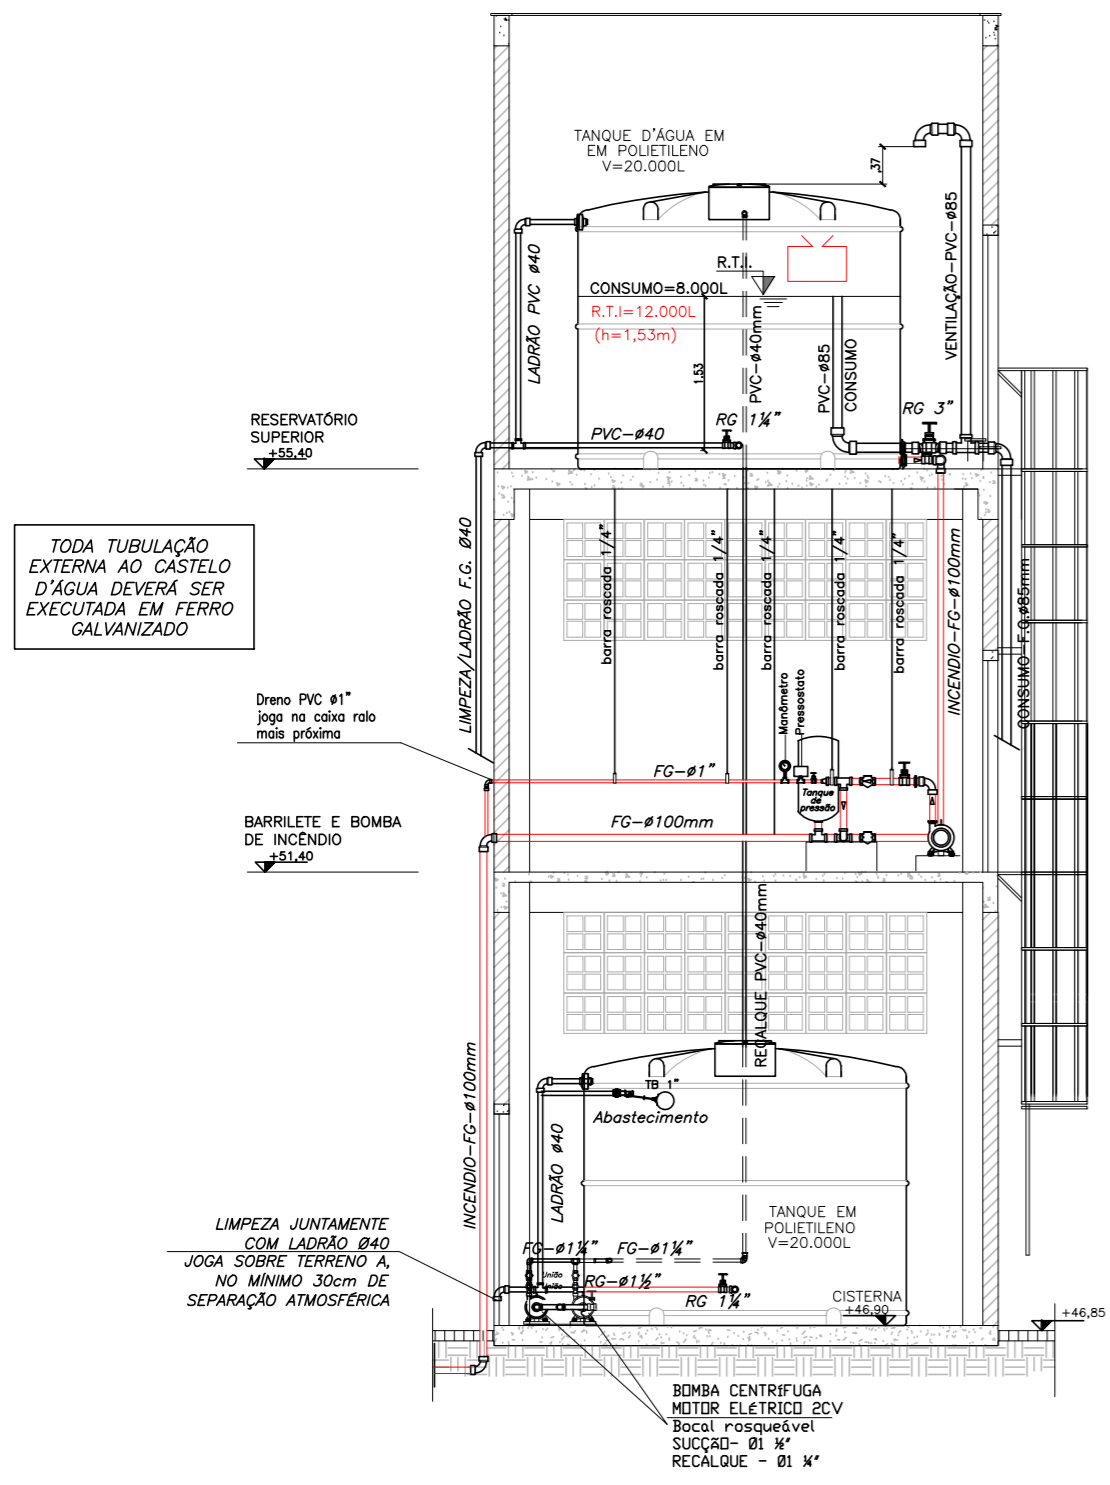 TANQUE D'ÁGUA EM
EM POLIETILENO
V=20.000L
,37
VENTILAÇÃO-PVC-ø85
LADRÃO PVC ø40
R.T.I.
CONSUMO=8.000L
R.T.I=12.000L
(h=1,53m)
1.53
PVC-ø40mm
PVC-ø85
CONSUMO
RG 1¼"
RG 3"
PVC-ø40
RESERVATÓRIO
SUPERIOR
+55,40
TODA TUBULAÇÃO
EXTERNA AO CASTELO
D'ÁGUA DEVERÁ SER
EXECUTADA EM FERRO
GALVANIZADO
LIMPEZA/LADRÃO F.G. Ø40
barra roscada 1/4"
barra roscada 1/4"
barra roscada 1/4"
barra roscada 1/4"
barra roscada 1/4"
INCENDIO-FG-ø100mm
CONSUMO-F.G.ø85mm
Dreno PVC ø1"
joga na caixa ralo
mais próxima
Manômetro
Pressostato
FG-ø1"
Tanque
de
pressão
FG-ø100mm
BARRILETE E BOMBA
DE INCÊNDIO
+51,40
RECALQUE PVC-ø40mm
INCENDIO-FG-ø100mm
TB 1"
Abastecimento
LADRÃO ø40
TANQUE EM
POLIETILENO
V=20.000L
LIMPEZA JUNTAMENTE
COM LADRÃO Ø40
JOGA SOBRE TERRENO A,
NO MÍNIMO 30cm DE
SEPARAÇÃO ATMOSFÉRICA
FG-ø1¼"
FG-ø1¼"
União
União
RG-ø1½"
RG 1¼"
CISTERNA
+46,90
+46,85
BOMBA CENTRÍFUGA
MOTOR ELÉTRICO 2CV
Bocal rosqueável
SUCÇÃO- Ø1 ½"
RECALQUE - Ø1 ¼"